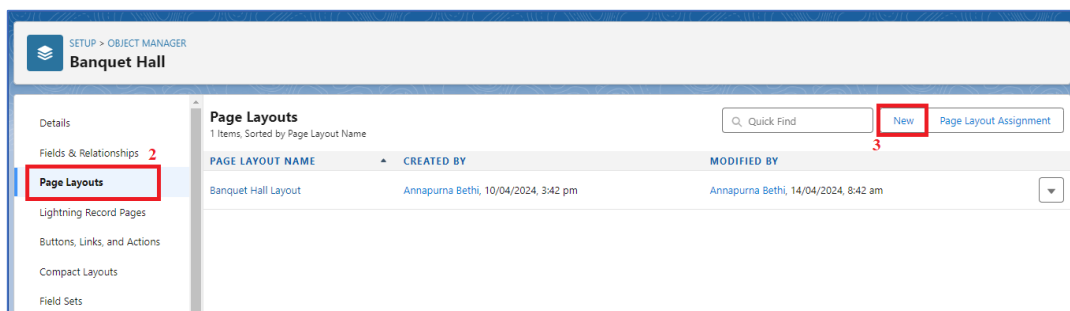 SETUP > OBJECT MANAGER
Banquet Hall
Details
Fields & Relationships 2
Page Layouts
Lightning Record Pages
Buttons, Links, and Actions
Compact Layouts
Field Sets
Page Layouts
1 Items, Sorted by Page Layout Name
Quick Find
New
Page Layout Assignment
3
PAGE LAYOUT NAME CREATED BY MODIFIED BY
Banquet Hall Layout Annapurna Bethi, 10/04/2024, 3:42 pm Annapurna Bethi, 14/04/2024, 8:42 am